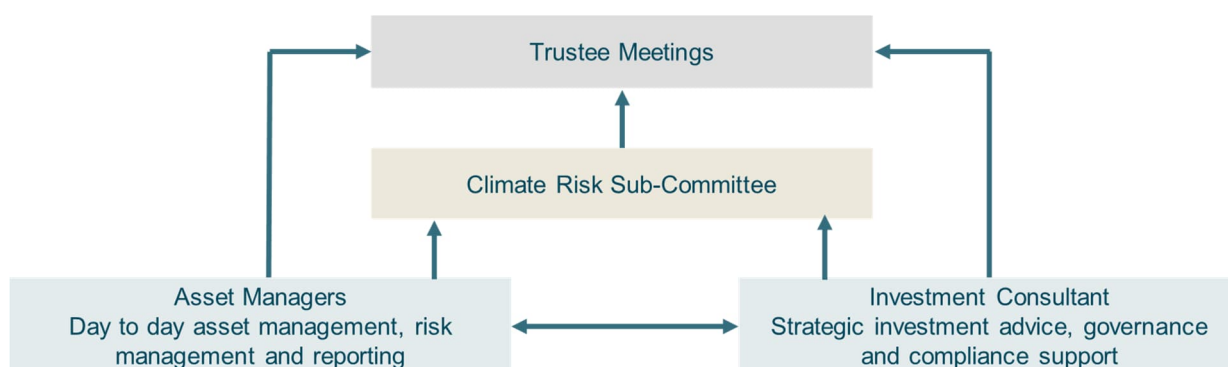 Trustee Meetings
Climate Risk Sub-Committee
Asset Managers
Day to day asset management, risk
management and reporting
Investment Consultant
Strategic investment advice, governance
and compliance support